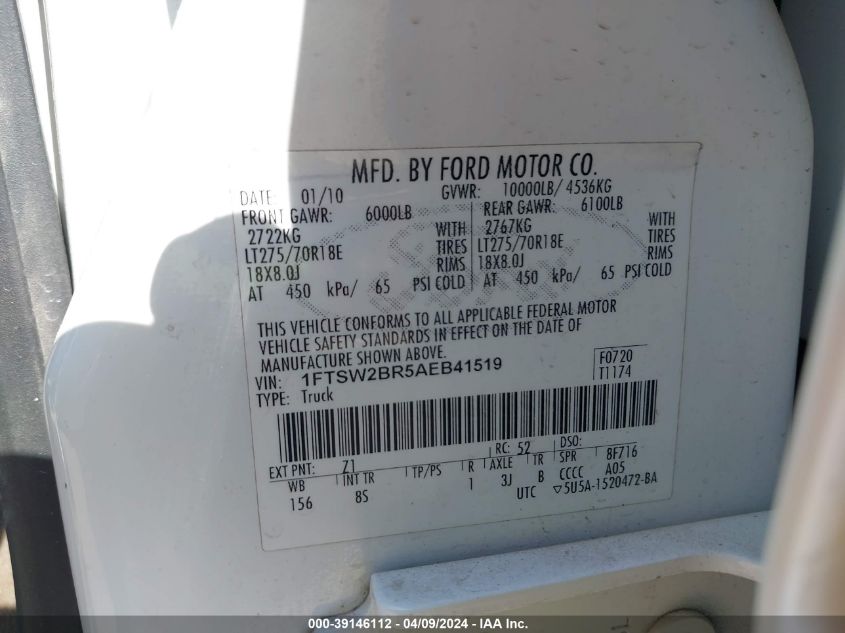 MFD. BY FORD MOTOR CO.
DATE: 01/10 GVWR: 10000LB/ 4536KG
FRONT GAWR: 6000LB REAR GAWR: 6100LB
2722KG WITH 2767KG WITH
LT275/70R18E TIRES LT275/70R18E TIRES
18X8.0J RIMS 18X8.0J RIMS
AT 450 kPa/ 65 PSI COLD AT 450 kPa/ 65 PSI COLD
THIS VEHICLE CONFORMS TO ALL APPLICABLE FEDERAL MOTOR
VEHICLE SAFETY STANDARDS IN EFFECT ON THE DATE OF
MANUFACTURE SHOWN ABOVE.
VIN: 1FTSW2BR5AEB41519 F0720
TYPE: Truck T1174
EXT PNT: Z1 RC: 52 DSO:
WB INT TR TP/PS R AXLE TR SPR 8F716
156 8S 1 3J B CCCC A05
UTC ▽5U5A-1520472-BA
000-39146112 - 04/09/2024 - IAA Inc.